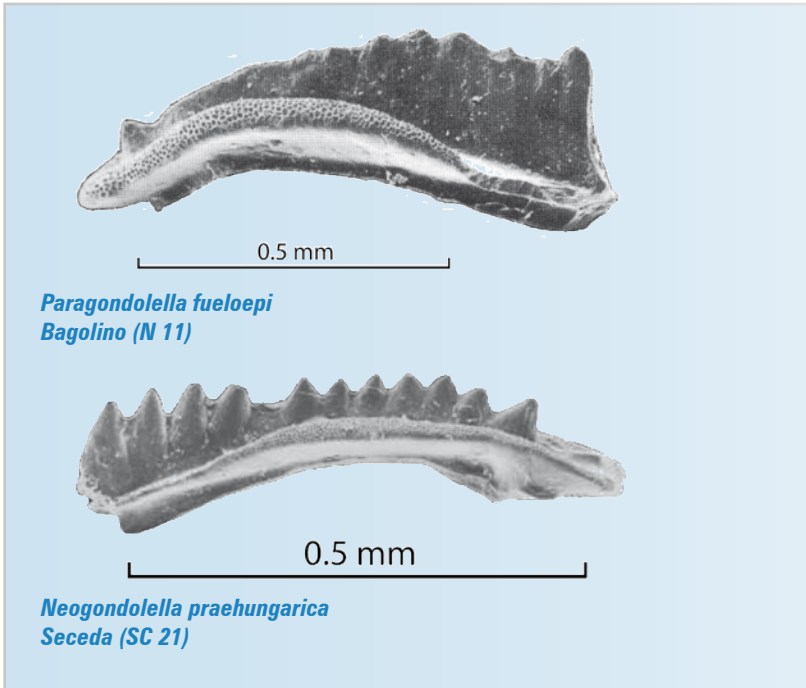 0.5 mm
Paragondolella fueloepi
Bagolino (N 11)
0.5 mm
Neogondolella praehungarica
Seceda (SC 21)